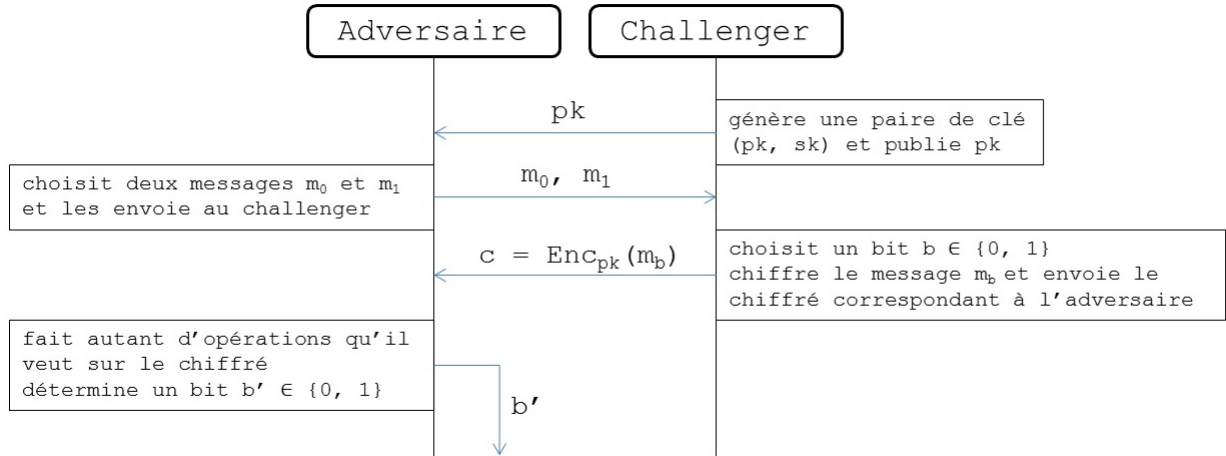 Adversaire
Challenger
pk
génère une paire de clé
(pk, sk) et publie pk
choisit deux messages m₀ et m₁
et les envoie au challenger
m₀, m₁
c = Encₚₖ(m_b)
choisit un bit b ∈ {0, 1}
chiffre le message m_b et envoie le
chiffré correspondant à l’adversaire
fait autant d’opérations qu’il
veut sur le chiffré
détermine un bit b’ ∈ {0, 1}
b’